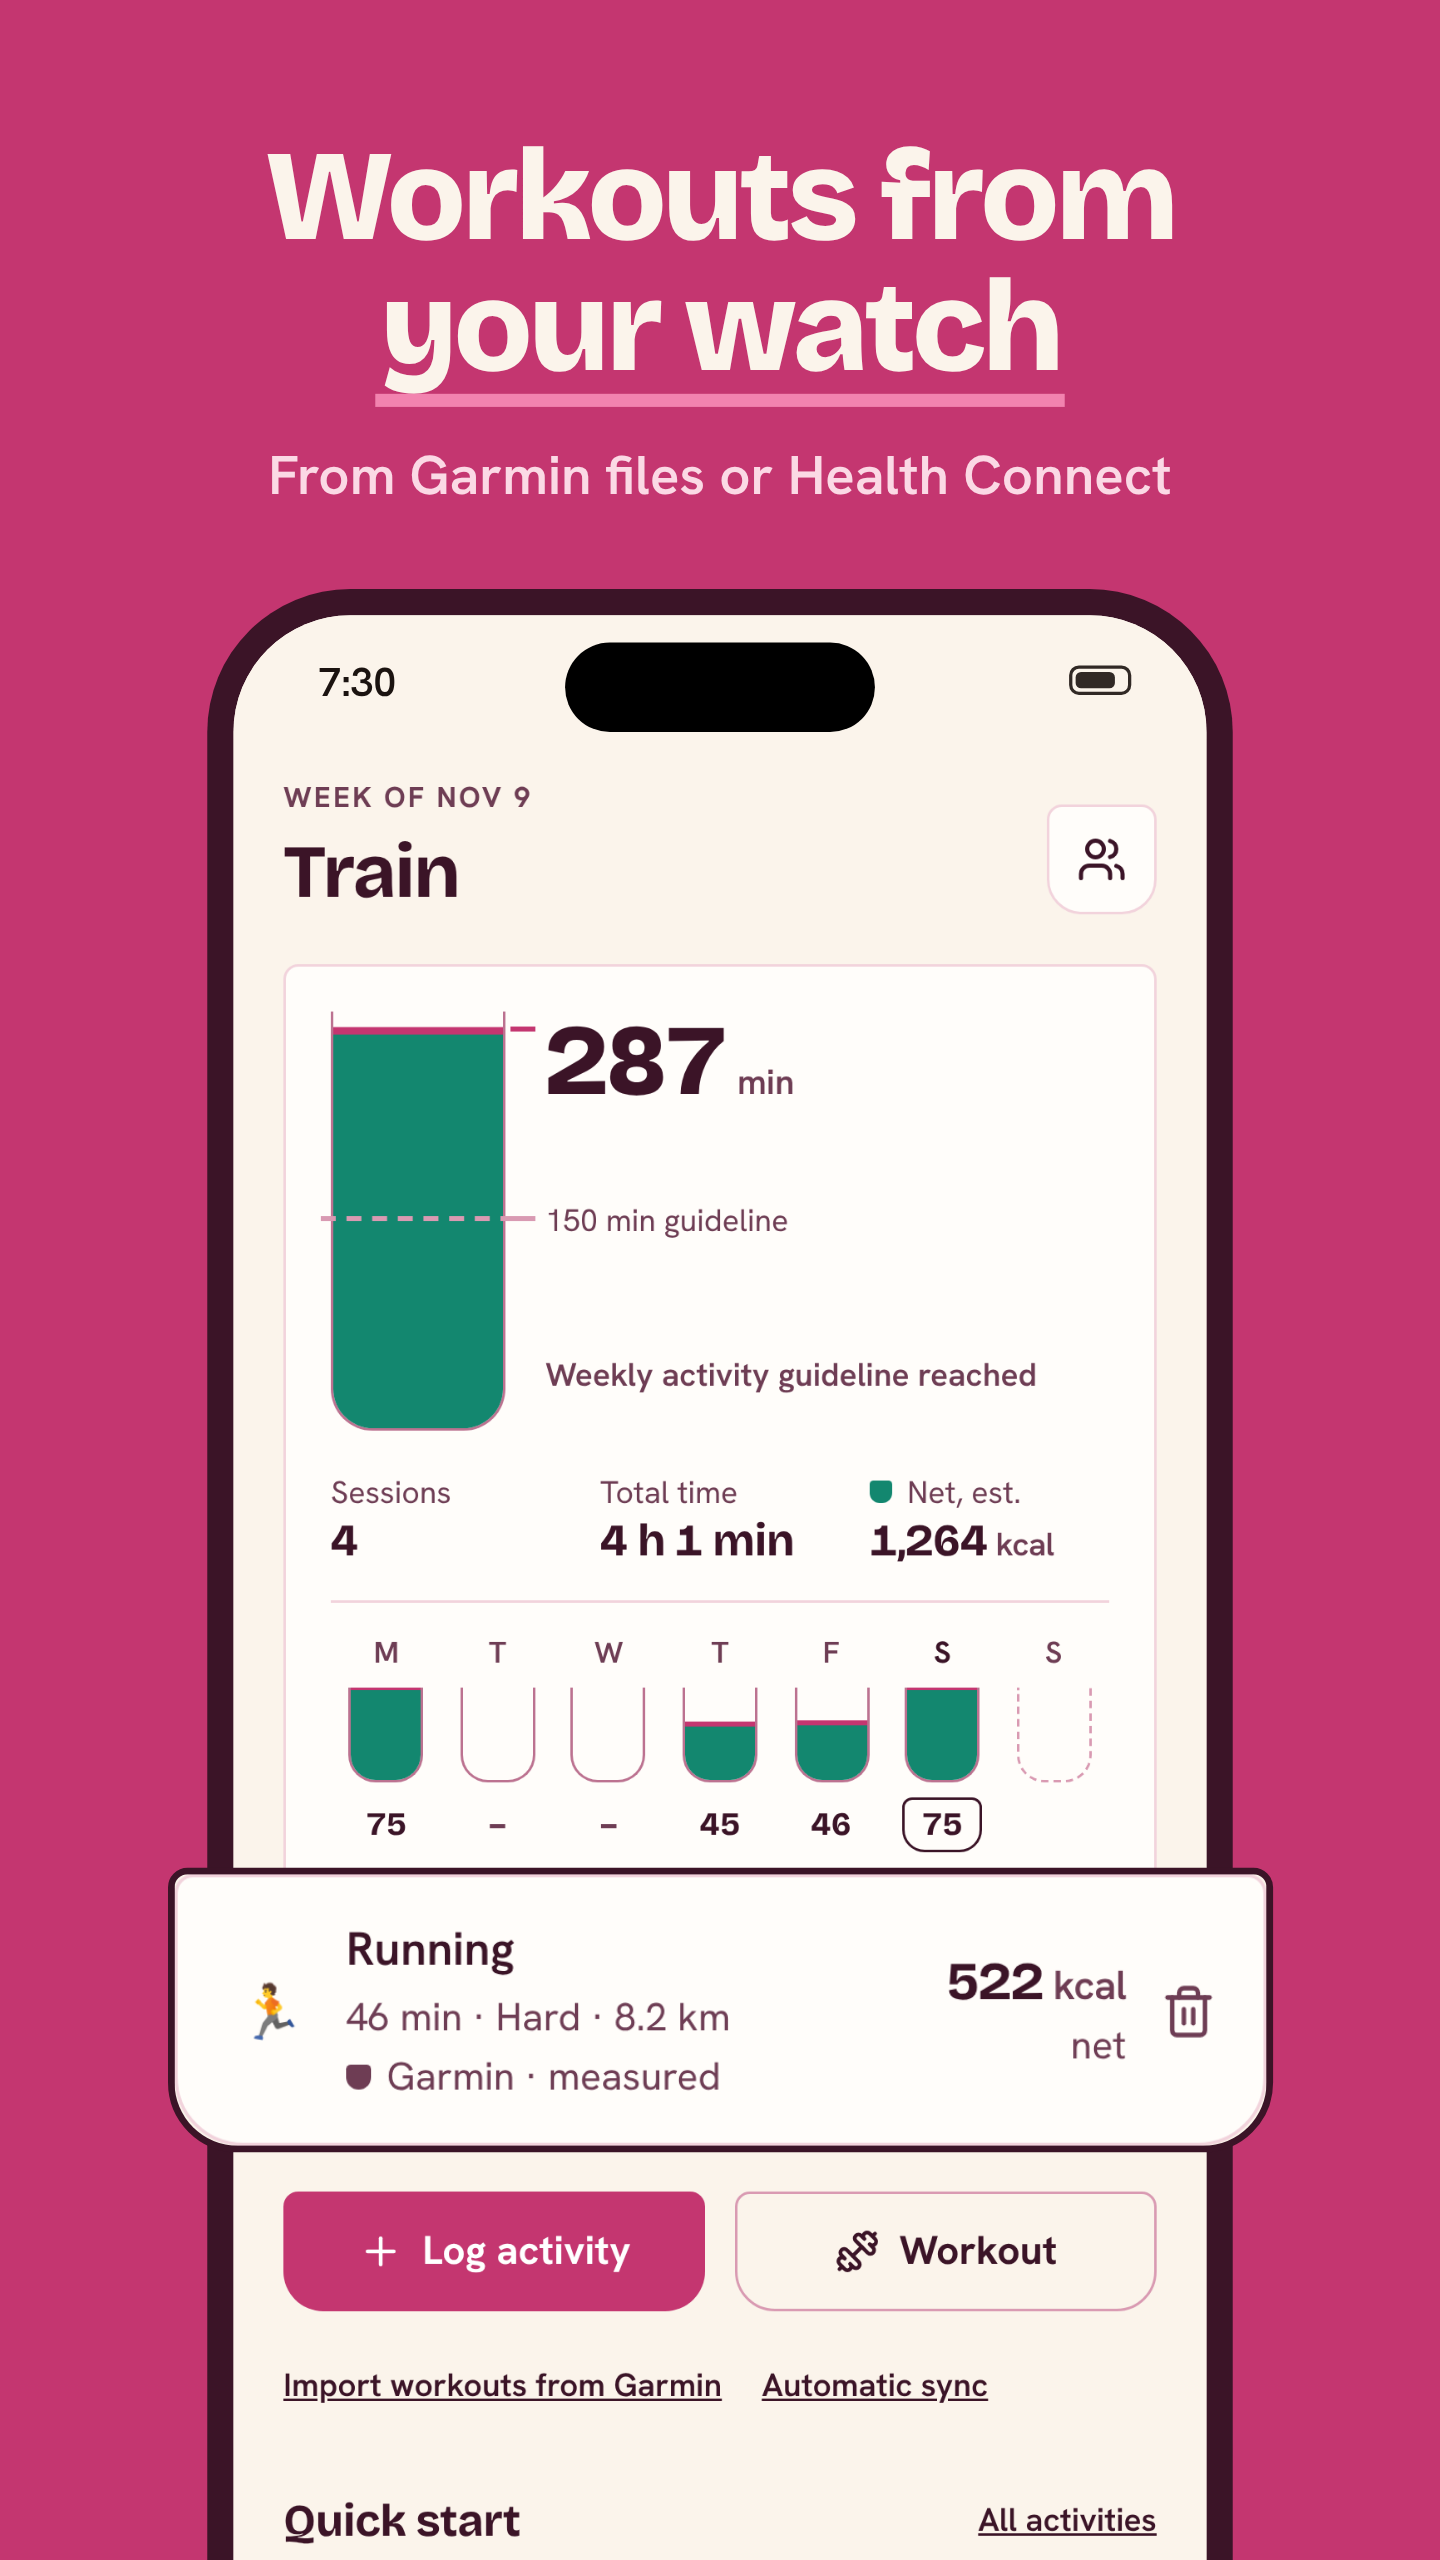 Workouts from
your watch
From Garmin files or Health Connect
7:30
WEEK OF NOV 9
Train
287 min
150 min guideline
Weekly activity guideline reached
Sessions Total time Net, est.
4 4 h 1 min 1,264 kcal
M T W T F S S
75 – – 45 46 75
Running
46 min · Hard · 8.2 km
Garmin · measured
522 kcal
net
+ Log activity Workout
Import workouts from Garmin Automatic sync
Quick start All activities